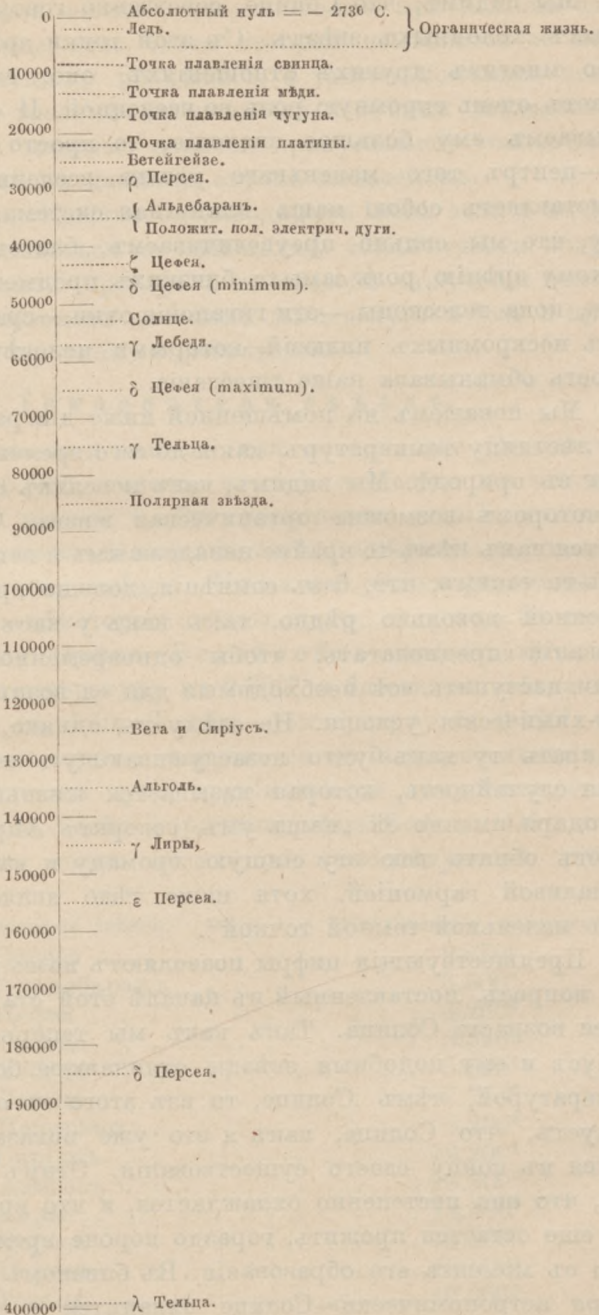 0 Абсолютный нуль = — 273⁰ C.
Ледъ.
Органическая жизнь.
1000⁰ Точка плавленія свинца.
Точка плавленія мѣди.
Точка плавленія чугуна.
2000⁰
Точка плавленія платины.
Бетейгейзе.
3000⁰ ρ Персея.
Альдебаранъ.
Положит. пол. электрич. дуги.
4000⁰
ζ Цефея.
δ Цефея (minimum).
5000⁰
Солнце.
γ Лебедя.
6000⁰
δ Цефея (maximum).
7000⁰
γ Тельца.
8000⁰
Полярная звѣзда.
9000⁰
10000⁰
11000⁰
12000⁰
Вега и Сиріусъ.
13000⁰
Альголь.
14000⁰
γ Лиры,
15000⁰
ε Персея.
16000⁰
17000⁰
18000⁰
δ Персея.
19000⁰
40000⁰ λ Тельца.